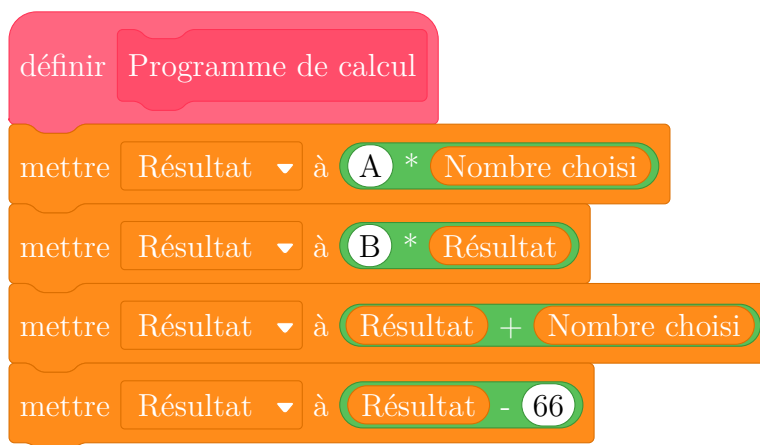 définir Programme de calcul
mettre Résultat à A * Nombre choisi
mettre Résultat à B * Résultat
mettre Résultat à Résultat + Nombre choisi
mettre Résultat à Résultat - 66